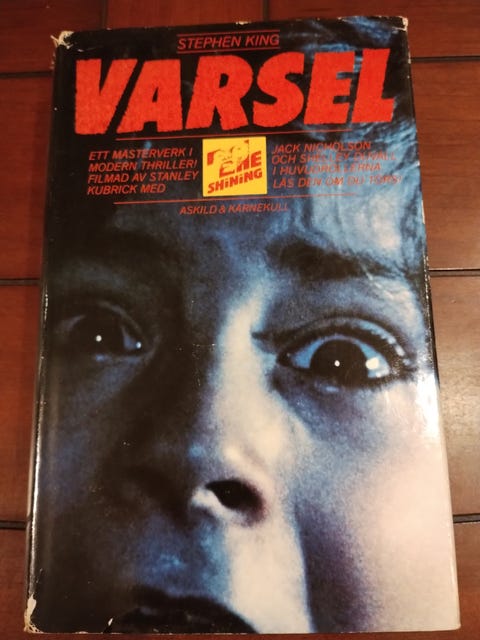 STEPHEN KING
VARSEL
ETT MÄSTERVERK I
MODERN THRILLER!
FILMAD AV STANLEY
KUBRICK MED
THE
SHiNiNG
JACK NICHOLSON
OCH SHELLEY DUVALL
I HUVUDROLLERNA.
LÄS DEN OM DU TÖRS!
ASKILD & KÄRNEKULL